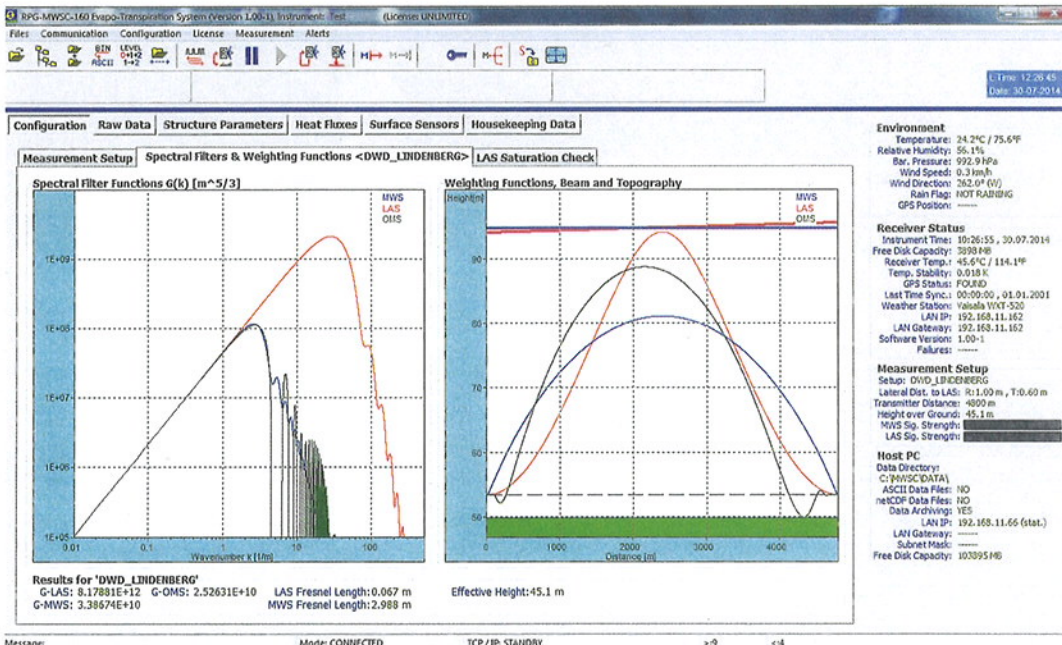 RPG-MWSC-160 Evapo-Transpiration System (Version 1.00-1), Instrument: Test (License: UNLIMITED)
Files Communication Configuration License Measurement Alerts
BIN ASCII LEVEL 0+1+2 1→2
L-Time: 12:26:45
Date: 30-07-2014
Configuration Raw Data Structure Parameters Heat Fluxes Surface Sensors Housekeeping Data
Measurement Setup Spectral Filters & Weighting Functions <DWD_LINDENBERG> LAS Saturation Check
Spectral Filter Functions G(k) [m^5/3]
MWS
LAS
OMS
1E+09
1E+08
1E+07
1E+06
1E+05
0.01 0.1 1 10 100
Wavenumber k [1/m]
Weighting Functions, Beam and Topography
Height[m]
MWS
LAS
OMS
90
80
70
60
50
0 1000 2000 3000 4000
Distance [m]
Results for 'DWD_LINDENBERG'
G-LAS: 8.17881E+12 G-OMS: 2.52631E+10 LAS Fresnel Length: 0.067 m Effective Height: 45.1 m
G-MWS: 3.38674E+10 MWS Fresnel Length: 2.988 m
Environment
Temperature: 24.2°C / 75.6°F
Relative Humidity: 56.1%
Bar. Pressure: 992.9 hPa
Wind Speed: 0.3 km/h
Wind Direction: 262.0° (W)
Rain Flag: NOT RAINING
GPS Position: -----
Receiver Status
Instrument Time: 10:26:55 , 30.07.2014
Free Disk Capacity: 3898 MB
Receiver Temp.: 45.6°C / 114.1°F
Temp. Stability: 0.018 K
GPS Status: FOUND
Last Time Sync.: 00:00:00 , 01.01.2001
Weather Station: Vaisala WXT-520
LAN IP: 192.168.11.162
LAN Gateway: 192.168.11.162
Software Version: 1.00-1
Failures: -----
Measurement Setup
Setup: DWD_LINDENBERG
Lateral Dist. to LAS: R:1.00 m , T:0.60 m
Transmitter Distance: 4800 m
Height over Ground: 45.1 m
MWS Sig. Strength:
LAS Sig. Strength:
Host PC
Data Directory:
C:\MWSC\DATA\
ASCII Data Files: NO
netCDF Data Files: NO
Data Archiving: YES
LAN IP: 192.168.11.66 (stat.)
LAN Gateway: -----
Subnet Mask: -----
Free Disk Capacity: 103895 MB
Message: Mode: CONNECTED TCP / IP: STANDBY >:9 <:4